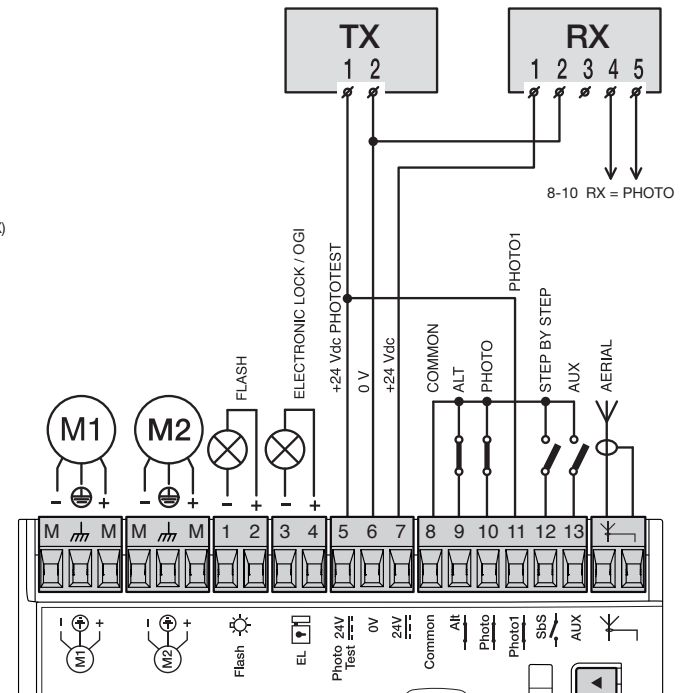 TX
1 2
RX
1 2 3 4 5
8-10 RX = PHOTO
)
FLASH
ELECTRONIC LOCK / OGI
+24 Vdc PHOTOTEST
0 V
+24 Vdc
COMMON
ALT
PHOTO
PHOTO1
STEP BY STEP
AUX
AERIAL
M1
M2
- +
- +
- +
- +
M M M M 1 2 3 4 5 6 7 8 9 10 11 12 13
- +
M1
- +
M2
Flash
EL
Photo 24V
Test
0V
24V
Common
Alt
Photo
Photo1
SbS
AUX